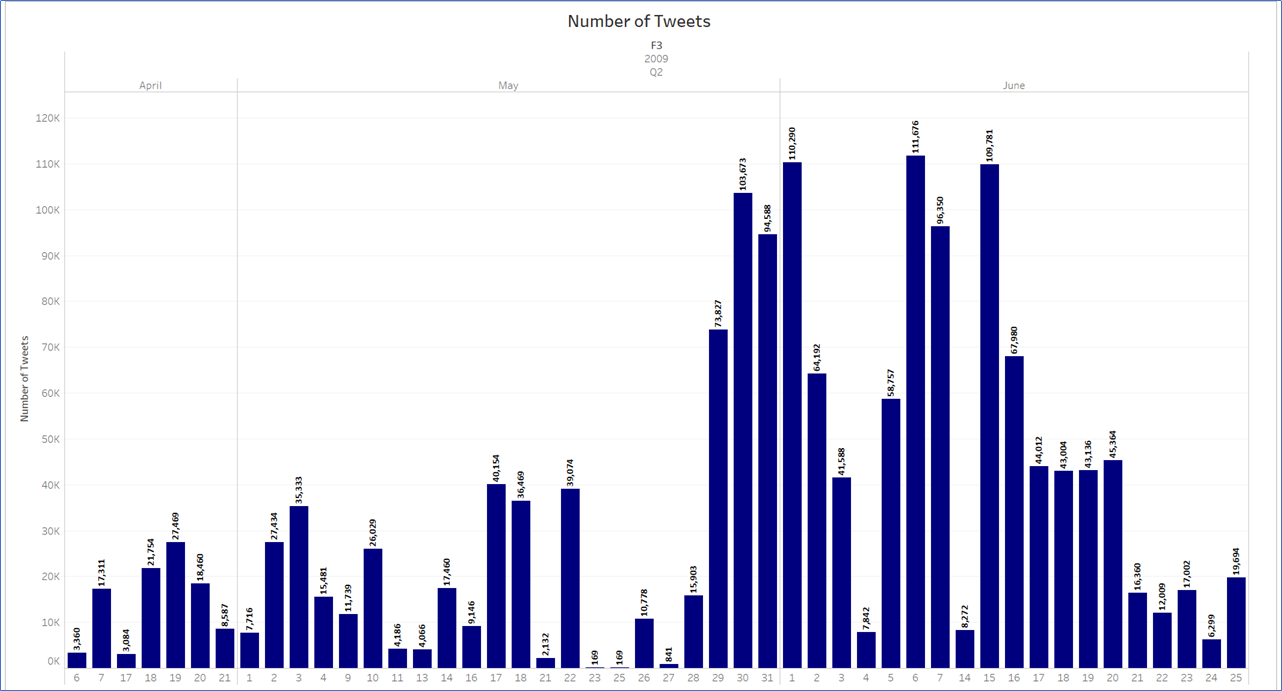 Number of Tweets
F3
2009
Q2
April May June
120K
110K
100K
90K
80K
70K
60K
50K
40K
30K
20K
10K
0K
Number of Tweets
3,360 17,311 3,084 21,754 27,469 18,460 8,587 7,716 27,434 35,333 15,481 11,739 26,029 4,186 4,066 17,460 9,146 40,154 36,469 2,132 39,074 169 169 10,778 841 15,903 73,827 103,673 94,588 110,290 64,192 41,588 7,842 58,757 111,676 96,350 8,272 109,781 67,980 44,012 43,004 43,136 45,364 16,360 12,009 17,002 6,299 19,694
6 7 17 18 19 20 21 1 2 3 4 9 10 11 13 14 16 17 18 21 22 23 25 26 27 28 29 30 31 1 2 3 4 5 6 7 14 15 16 17 18 19 20 21 22 23 24 25